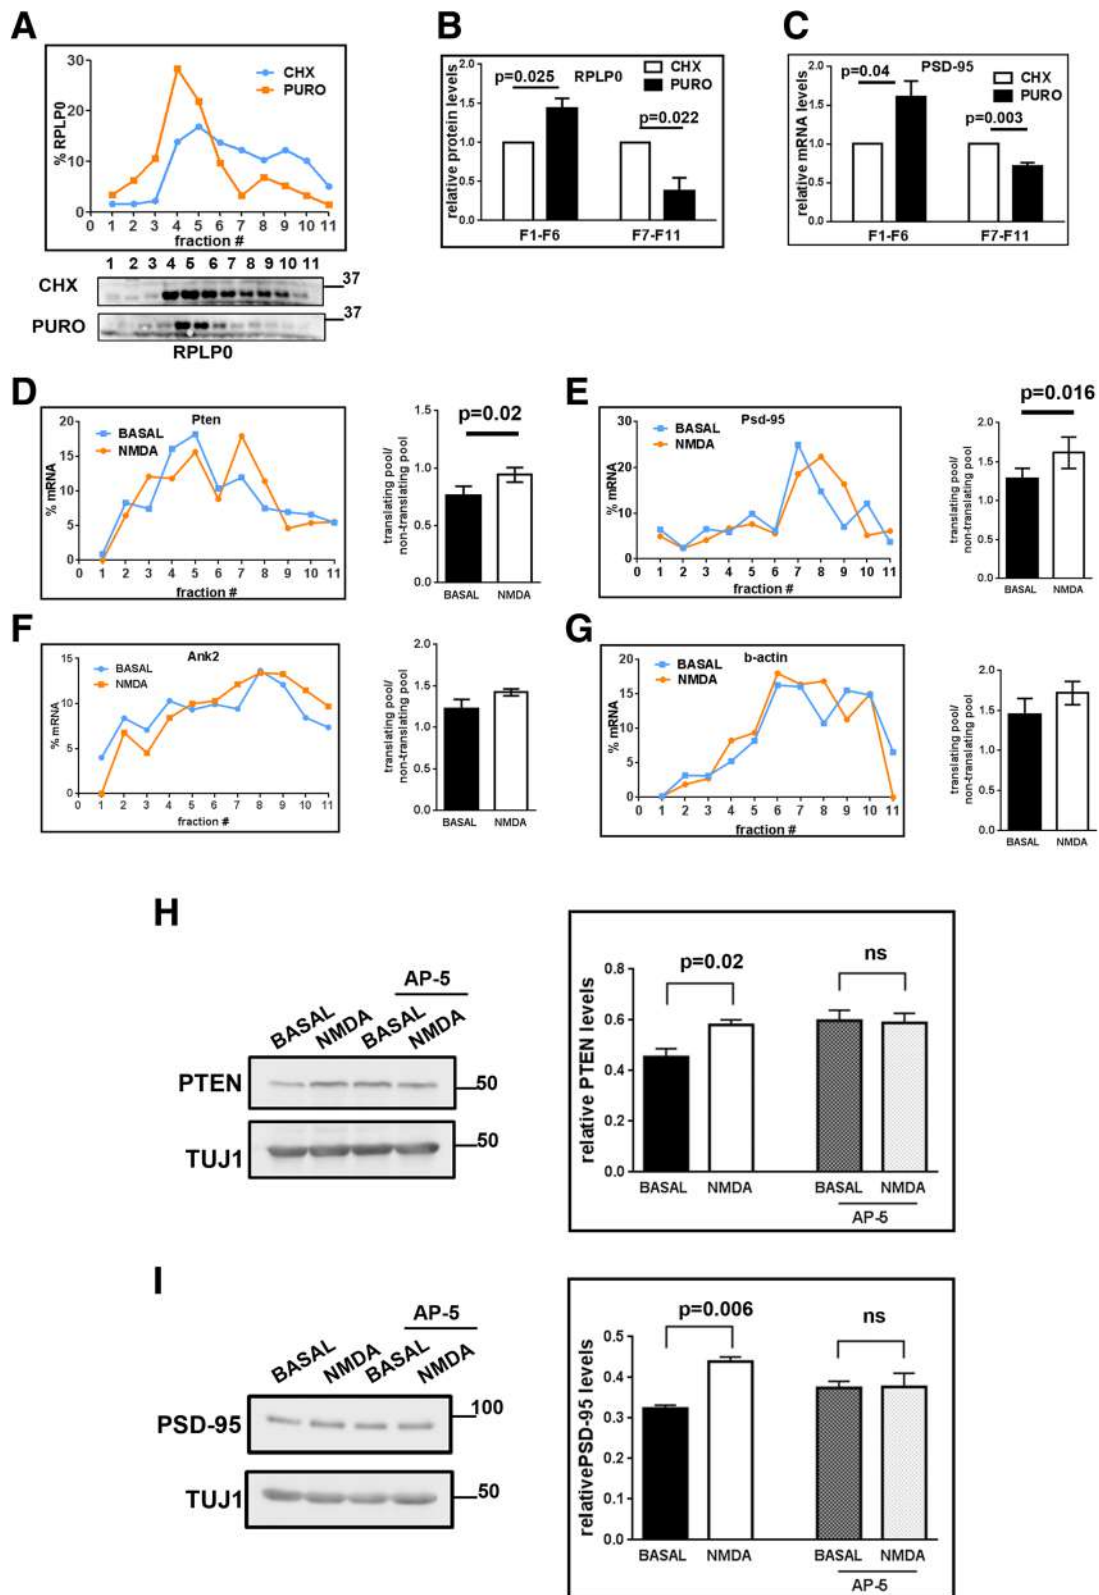 A
30
20
10
0
% RPLP0
CHX
PURO
0 1 2 3 4 5 6 7 8 9 10 11
fraction #
1 2 3 4 5 6 7 8 9 10 11
CHX
37
PURO
37
RPLP0
B
relative protein levels
2.0
1.5
1.0
0.5
0.0
RPLP0
CHX
PURO
p=0.025
p=0.022
F1-F6
F7-F11
C
relative mRNA levels
2.0
1.5
1.0
0.5
0.0
PSD-95
CHX
PURO
p=0.04
p=0.003
F1-F6
F7-F11
D
Pten
% mRNA
20
15
10
5
0
BASAL
NMDA
0 1 2 3 4 5 6 7 8 9 10 11
fraction #
translating pool/
non-translating pool
1.5
1.0
0.5
0.0
p=0.02
BASAL
NMDA
E
Psd-95
% mRNA
30
20
10
0
BASAL
NMDA
0 1 2 3 4 5 6 7 8 9 10 11
fraction #
translating pool/
non-translating pool
2.0
1.5
1.0
0.5
0.0
p=0.016
BASAL
NMDA
F
Ank2
% mRNA
15
10
5
0
BASAL
NMDA
0 1 2 3 4 5 6 7 8 9 10 11
fraction #
translating pool/
non-translating pool
2.0
1.5
1.0
0.5
0.0
BASAL
NMDA
G
b-actin
% mRNA
20
15
10
5
0
BASAL
NMDA
0 1 2 3 4 5 6 7 8 9 10 11
fraction #
translating pool/
non-translating pool
2.0
1.5
1.0
0.5
0.0
BASAL
NMDA
H
AP-5
BASAL NMDA BASAL NMDA
PTEN
50
TUJ1
50
relative PTEN levels
0.8
0.6
0.4
0.2
0.0
p=0.02
ns
BASAL NMDA BASAL NMDA
AP-5
I
AP-5
BASAL NMDA BASAL NMDA
PSD-95
100
TUJ1
50
relativePSD-95 levels
0.5
0.4
0.3
0.2
0.1
0.0
p=0.006
ns
BASAL NMDA BASAL NMDA
AP-5